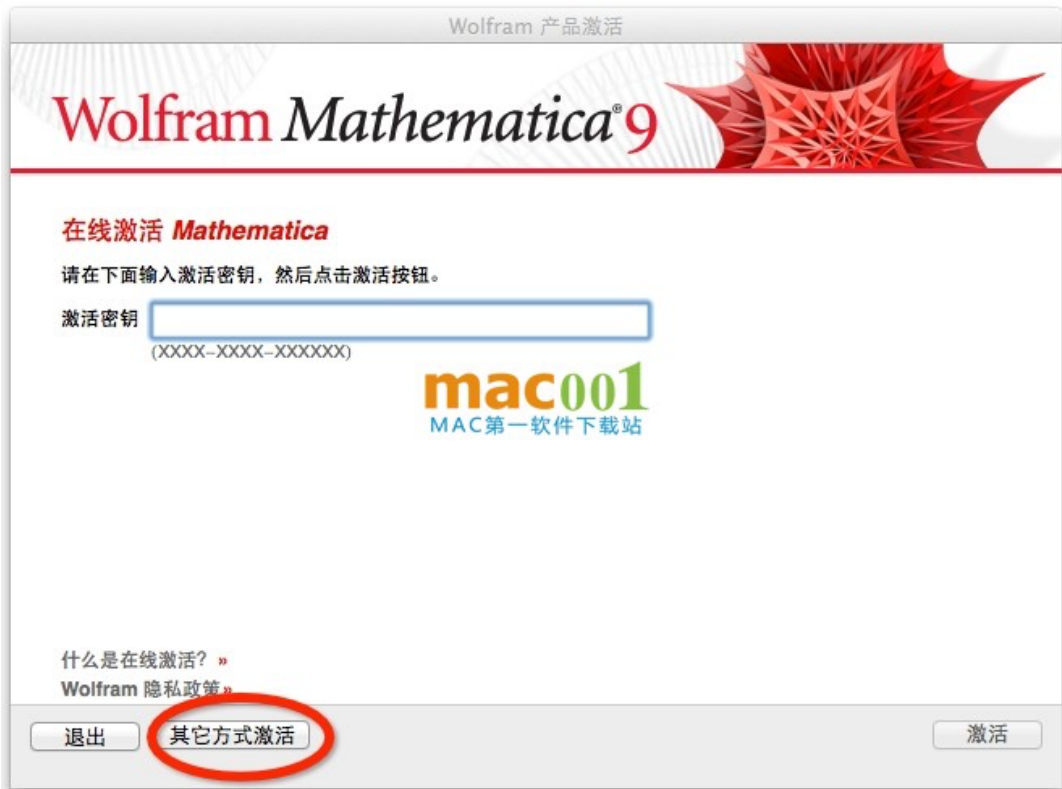 Wolfram 产品激活
Wolfram Mathematica® 9
在线激活 Mathematica
请在下面输入激活密钥，然后点击激活按钮。
激活密钥
(XXXX-XXXX-XXXXXX)
mac001
MAC第一软件下载站
什么是在线激活？ »
Wolfram 隐私政策»
退出 其它方式激活 激活